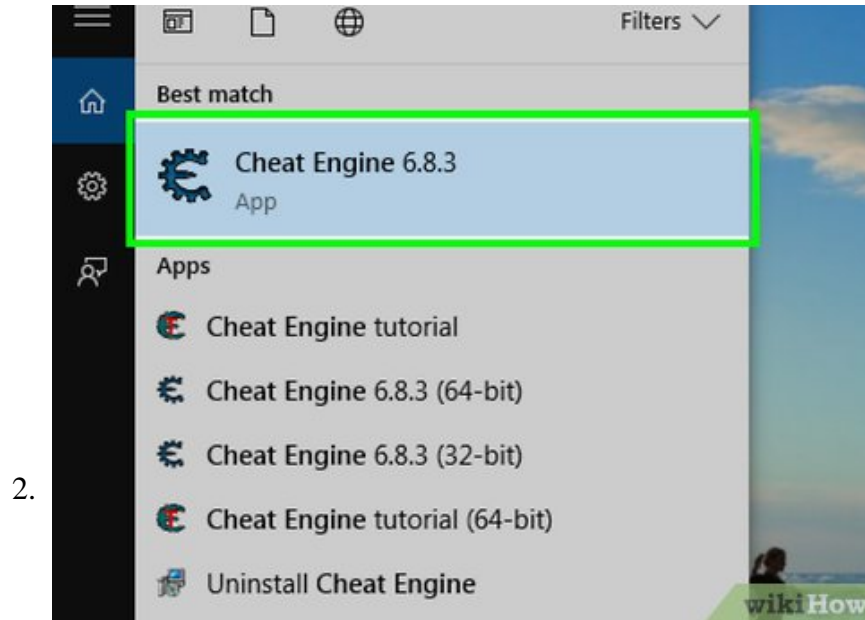 Filters
Best match
Cheat Engine 6.8.3
App
Apps
Cheat Engine tutorial
Cheat Engine 6.8.3 (64-bit)
Cheat Engine 6.8.3 (32-bit)
2.
Cheat Engine tutorial (64-bit)
Uninstall Cheat Engine
wikiHow